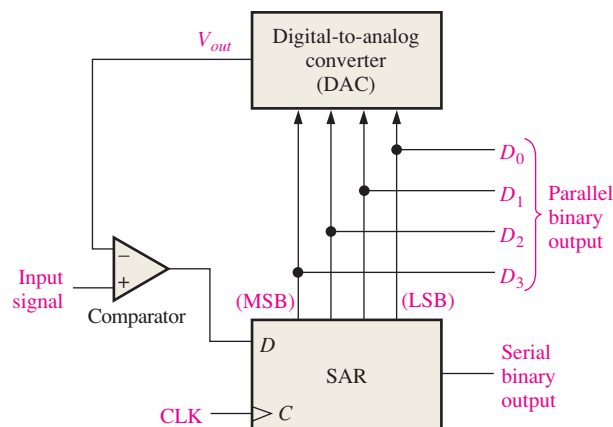 Digital-to-analog
converter
(DAC)
V_out
D_0
D_1
D_2
D_3
Parallel
binary
output
−
+
Input
signal
Comparator
(MSB)
(LSB)
D
SAR
CLK
C
Serial
binary
output